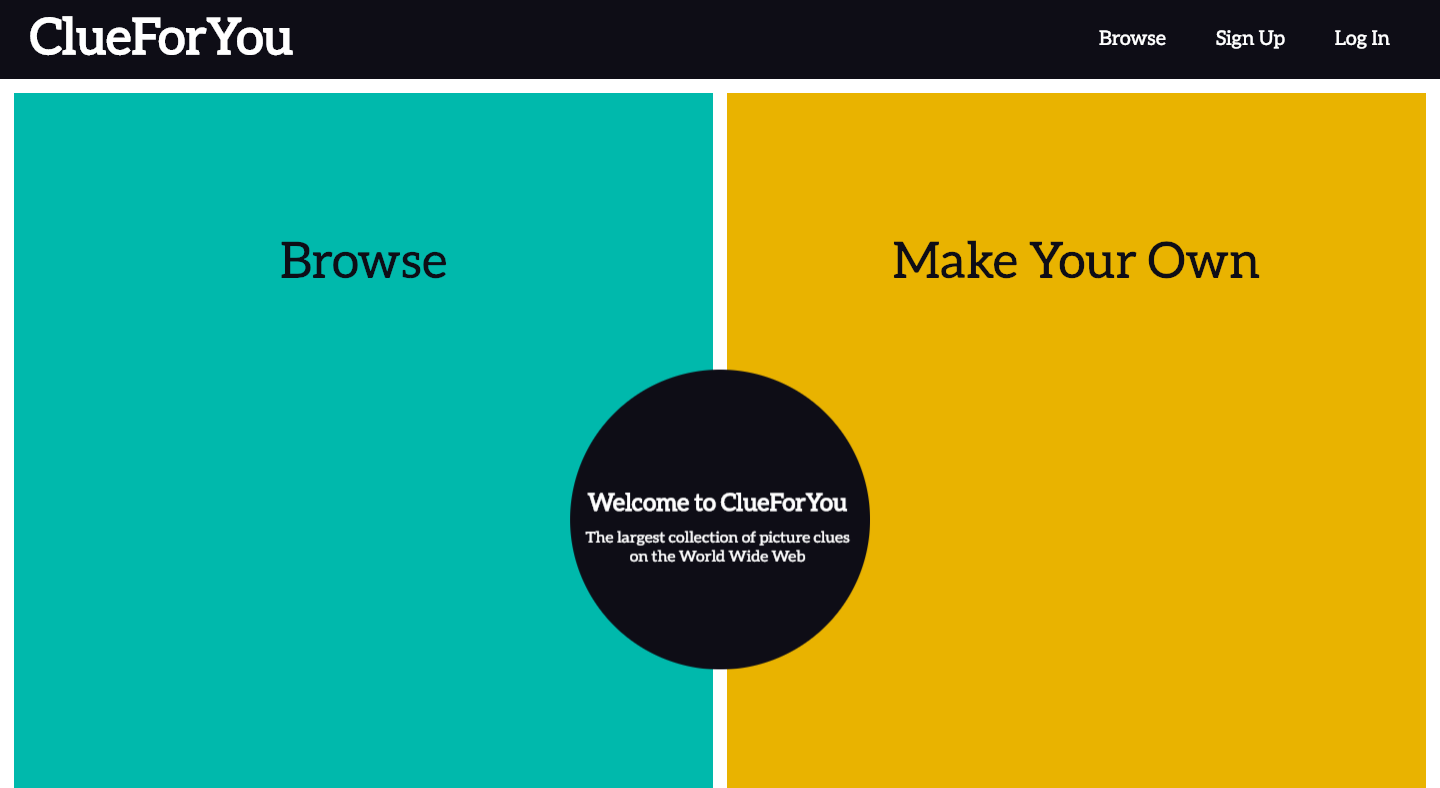 ClueForYou
Browse
Sign Up
Log In
Browse
Make Your Own
Welcome to ClueForYou
The largest collection of picture clues
on the World Wide Web